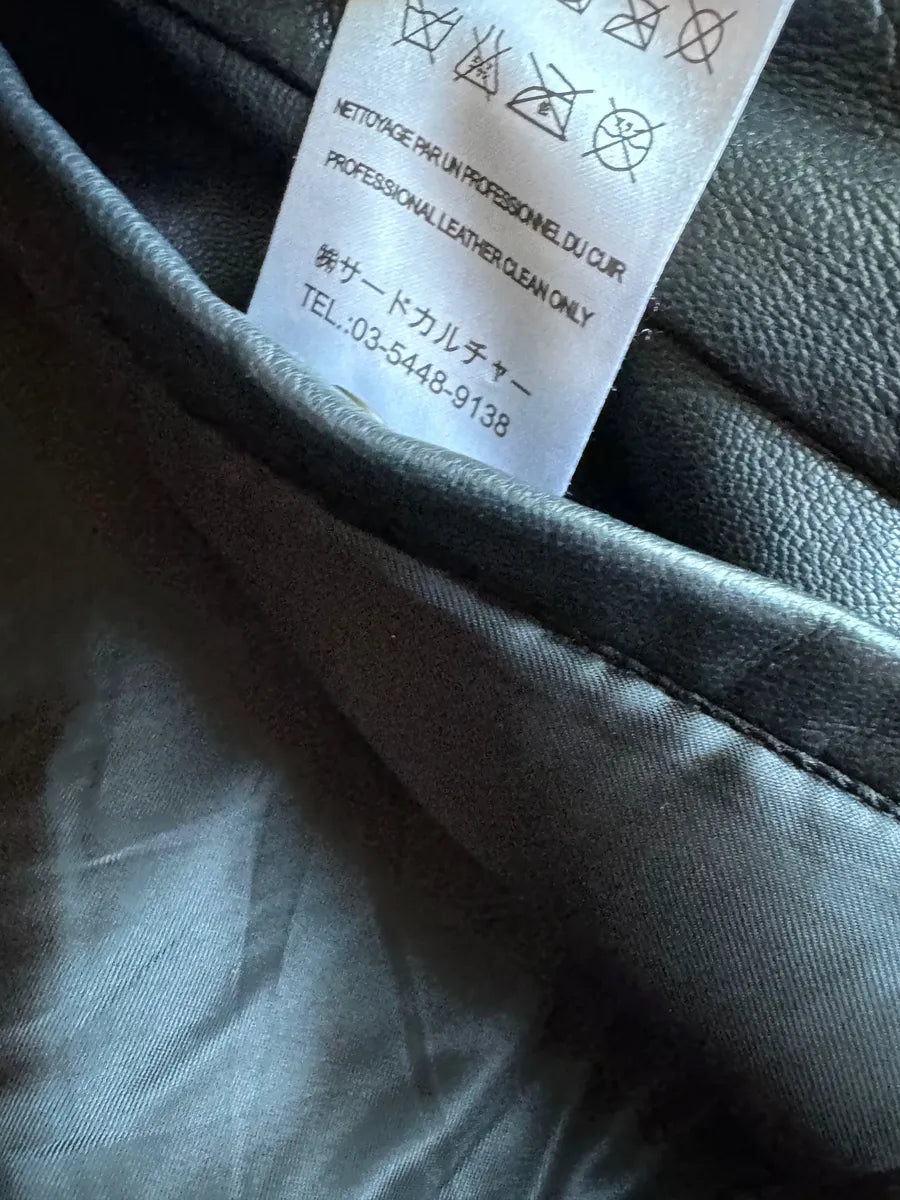 NETTOYAGE PAR UN PROFESSIONNEL DU CUIR
PROFESSIONAL LEATHER CLEAN ONLY
㈱サードカルチャー
TEL.:03-5448-9138